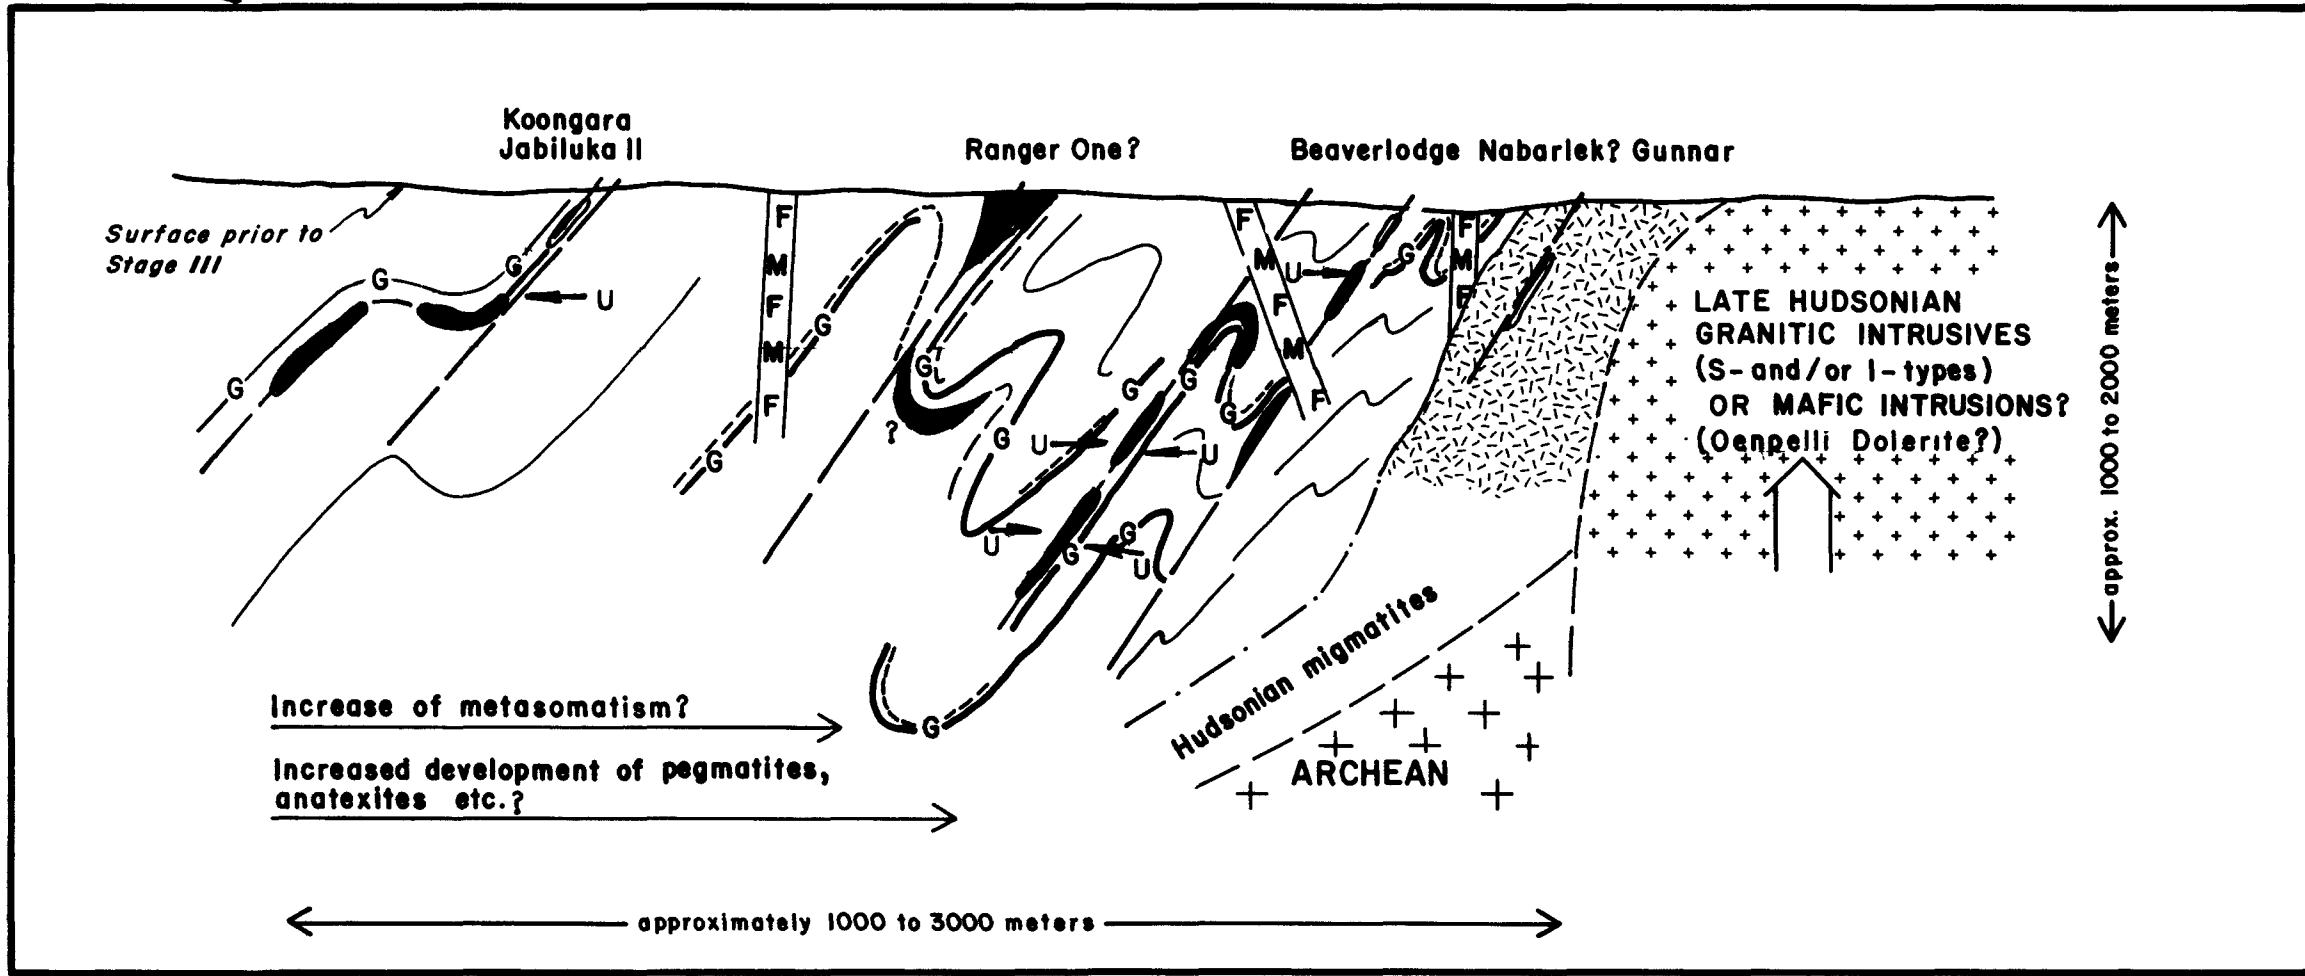 Koongara
Jabiluka II
Ranger One?
Beaverlodge Nabarlek? Gunnar
Surface prior to
Stage III
G
G
G
U
F
M
F
M
F
G
G
G
?
G
U
G
G
U
U
G
U
G
G
U
G
F
M
F
M
F
U
G
F
M
F
LATE HUDSONIAN
GRANITIC INTRUSIVES
(S-and/or I-types)
OR MAFIC INTRUSIONS?
(Oenpelli Dolerite?)
approx. 1000 to 2000 meters
Hudsonian migmatites
ARCHEAN
Increase of metasomatism?
Increased development of pegmatites,
anatexites etc.?
approximately 1000 to 3000 meters